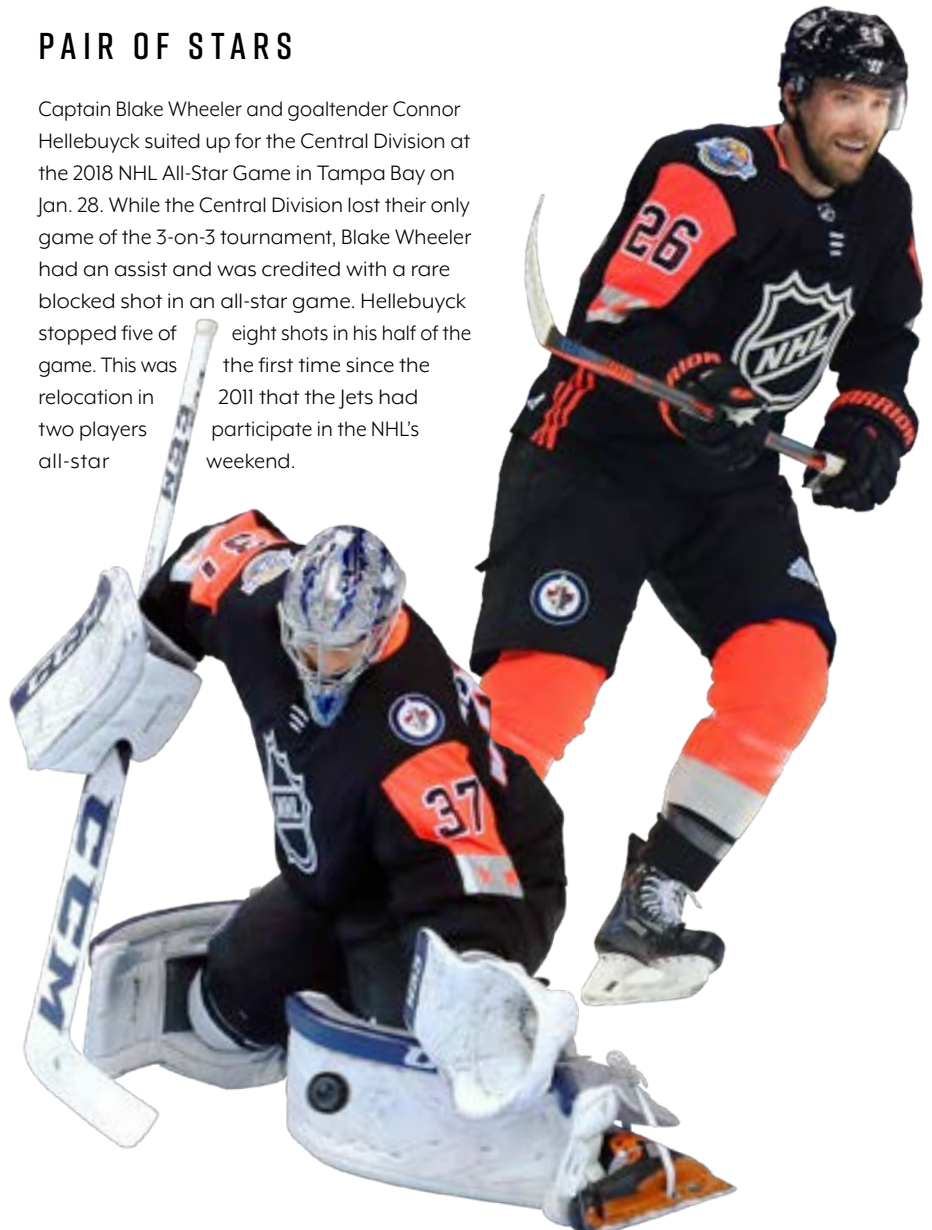 PAIR OF STARS
Captain Blake Wheeler and goaltender Connor
Hellebuyck suited up for the Central Division at
the 2018 NHL All-Star Game in Tampa Bay on
Jan. 28. While the Central Division lost their only
game of the 3-on-3 tournament, Blake Wheeler
had an assist and was credited with a rare
blocked shot in an all-star game. Hellebuyck
stopped five of eight shots in his half of the
game. This was the first time since the
relocation in 2011 that the Jets had
two players participate in the NHL’s
all-star weekend.
26
26
NHL
WARRIOR
CCM
NHL
37
CCM